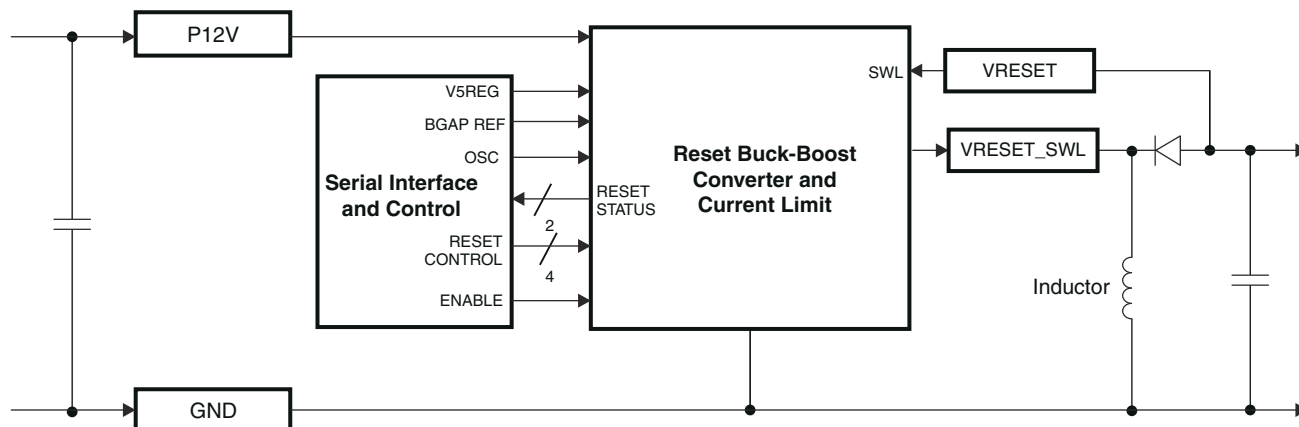 P12V
V5REG
BGAP REF
OSC
Serial Interface
and Control
RESET
CONTROL
ENABLE
2
4
RESET
STATUS
Reset Buck-Boost
Converter and
Current Limit
SWL
VRESET
VRESET_SWL
Inductor
GND